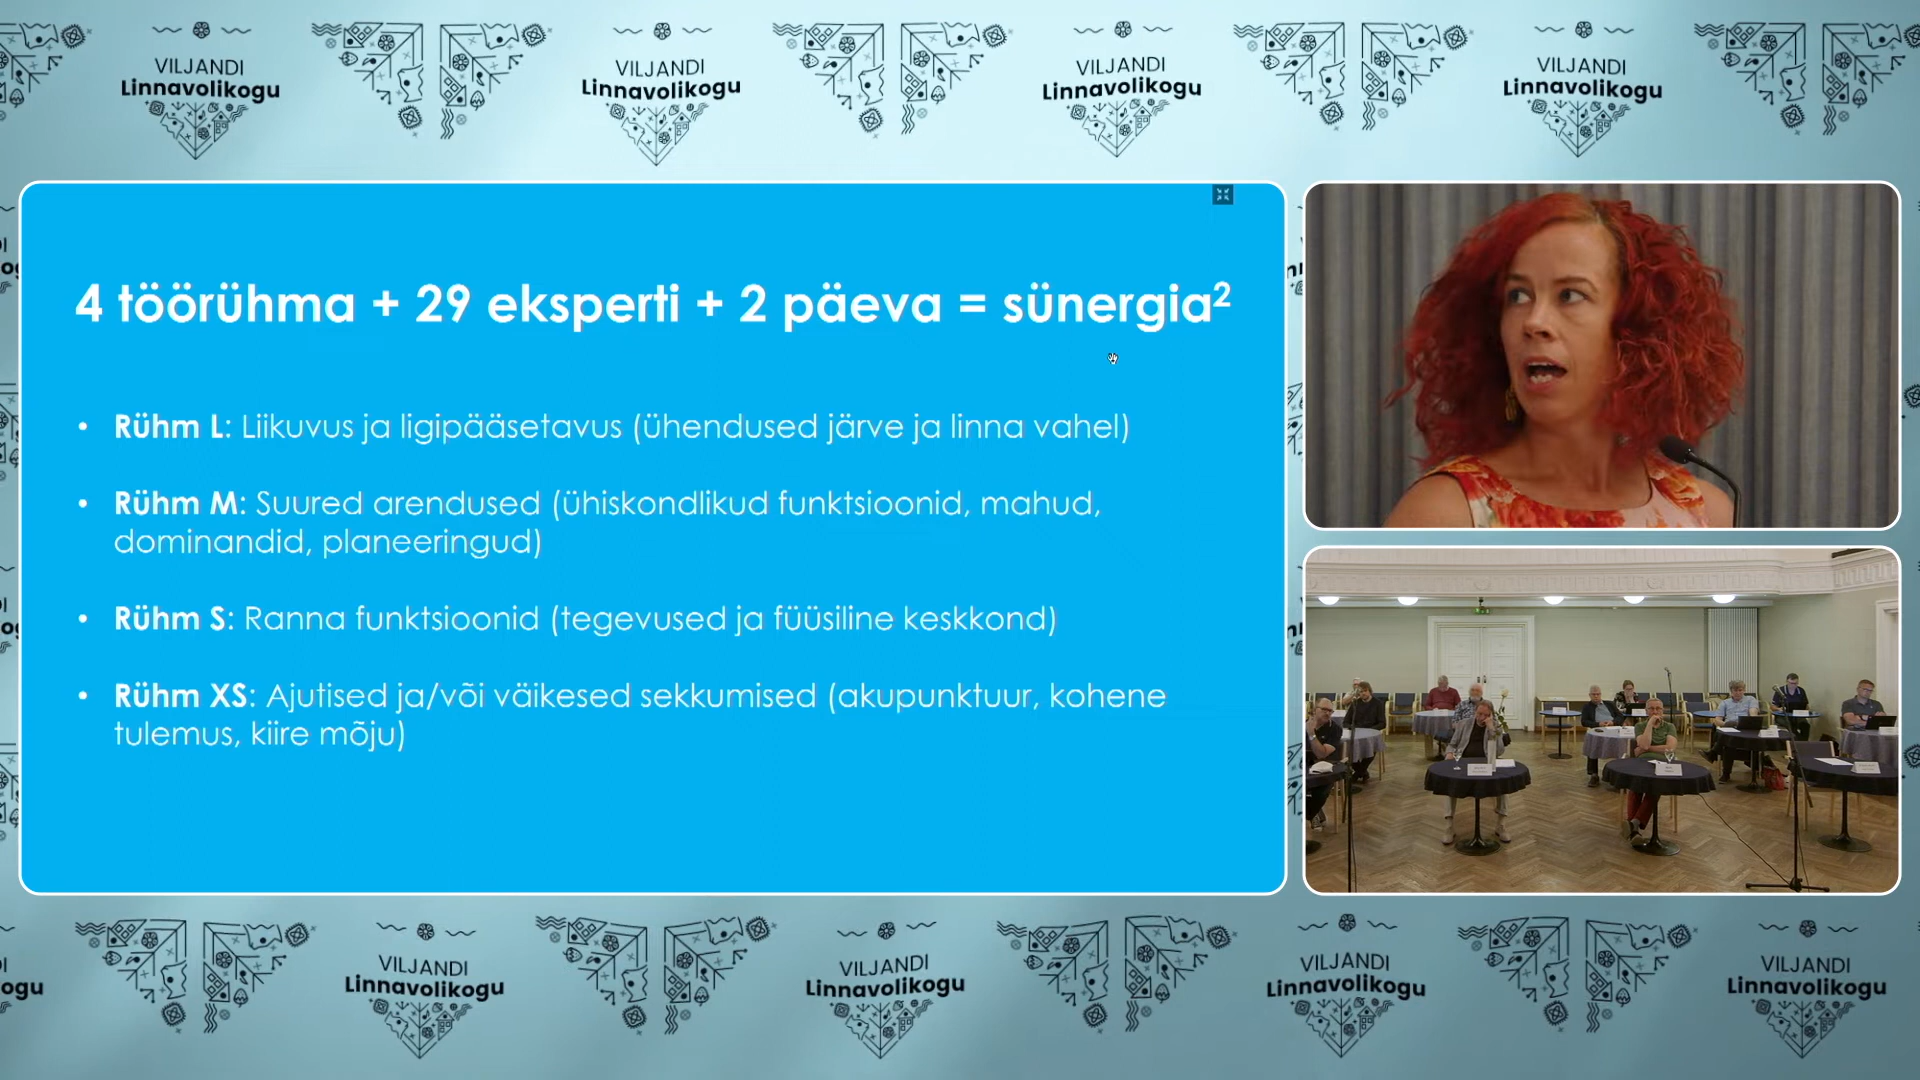 VILJANDI
Linnavolikogu
VILJANDI
Linnavolikogu
VILJANDI
Linnavolikogu
VILJANDI
Linnavolikogu
4 töörühma + 29 eksperti + 2 päeva = sünergia²
• Rühm L: Liikuvus ja ligipääsetavus (ühendused järve ja linna vahel)
• Rühm M: Suured arendused (ühiskondlikud funktsioonid, mahud,
dominandid, planeeringud)
• Rühm S: Ranna funktsioonid (tegevused ja füüsiline keskkond)
• Rühm XS: Ajutised ja/või väikesed sekkumised (akupunktuur, kohene
tulemus, kiire mõju)
ogu
VILJANDI
Linnavolikogu
VILJANDI
Linnavolikogu
VILJANDI
Linnavolikogu
VILJANDI
Linnavolikogu